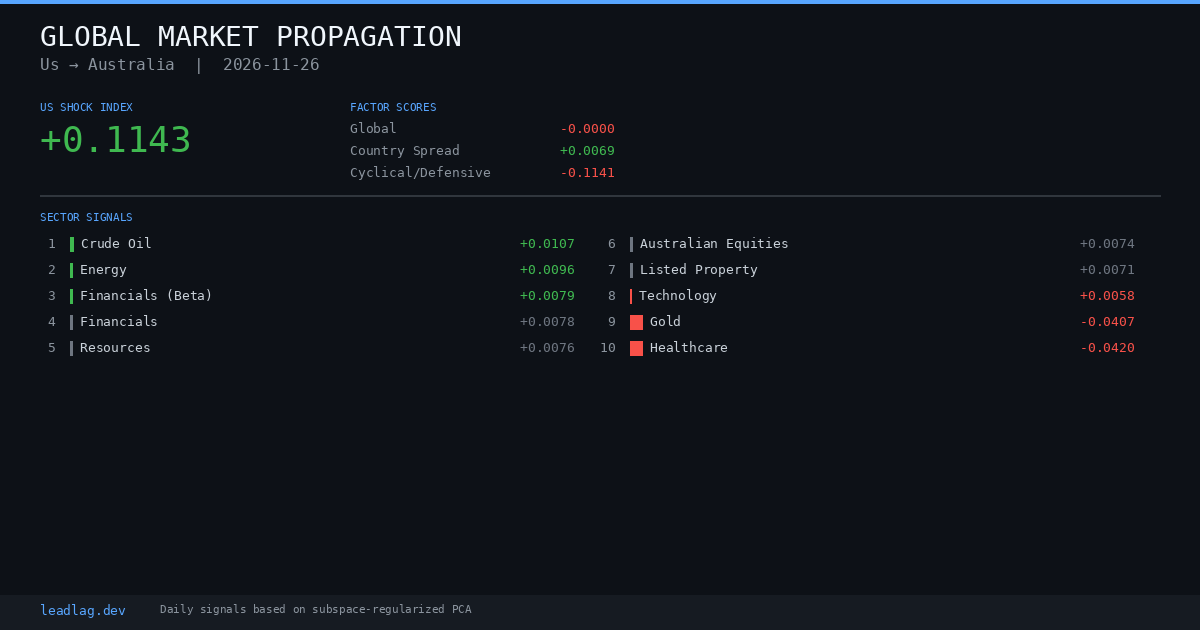 GLOBAL MARKET PROPAGATION
Us → Australia | 2026-11-26
US SHOCK INDEX
+0.1143
FACTOR SCORES
Global -0.0000
Country Spread +0.0069
Cyclical/Defensive -0.1141
SECTOR SIGNALS
1 Crude Oil +0.0107
2 Energy +0.0096
3 Financials (Beta) +0.0079
4 Financials +0.0078
5 Resources +0.0076
6 Australian Equities +0.0074
7 Listed Property +0.0071
8 Technology +0.0058
9 Gold -0.0407
10 Healthcare -0.0420
leadlag.dev Daily signals based on subspace-regularized PCA